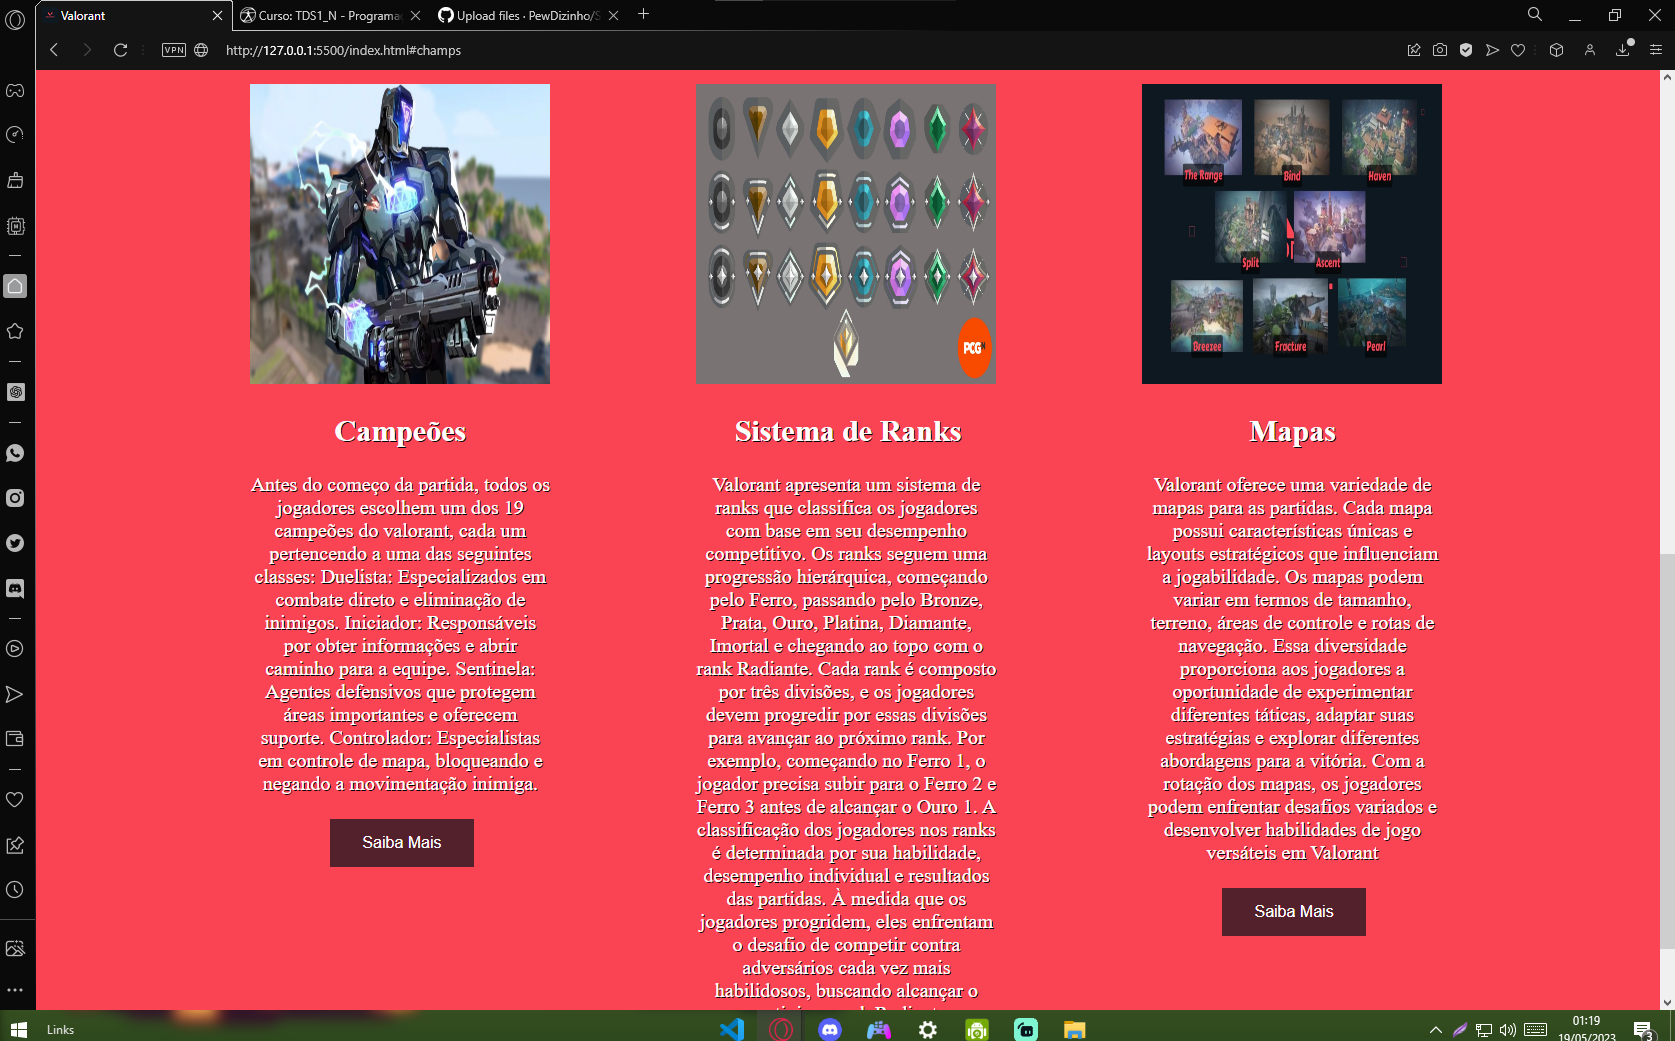 Valorant
Curso: TDS1_N - Programa
Upload files · PewDizinho/S
VPN
http://127.0.0.1:5500/index.html#champs
The Range
Bind
Haven
Split
Ascent
Breezee
Fracture
Pearl
PCG
Campeões
Antes do começo da partida, todos os
jogadores escolhem um dos 19
campeões do valorant, cada um
pertencendo a uma das seguintes
classes: Duelista: Especializados em
combate direto e eliminação de
inimigos. Iniciador: Responsáveis
por obter informações e abrir
caminho para a equipe. Sentinela:
Agentes defensivos que protegem
áreas importantes e oferecem
suporte. Controlador: Especialistas
em controle de mapa, bloqueando e
negando a movimentação inimiga.
Saiba Mais
Sistema de Ranks
Valorant apresenta um sistema de
ranks que classifica os jogadores
com base em seu desempenho
competitivo. Os ranks seguem uma
progressão hierárquica, começando
pelo Ferro, passando pelo Bronze,
Prata, Ouro, Platina, Diamante,
Imortal e chegando ao topo com o
rank Radiante. Cada rank é composto
por três divisões, e os jogadores
devem progredir por essas divisões
para avançar ao próximo rank. Por
exemplo, começando no Ferro 1, o
jogador precisa subir para o Ferro 2 e
Ferro 3 antes de alcançar o Ouro 1. A
classificação dos jogadores nos ranks
é determinada por sua habilidade,
desempenho individual e resultados
das partidas. À medida que os
jogadores progridem, eles enfrentam
o desafio de competir contra
adversários cada vez mais
habilidosos, buscando alcançar o
Mapas
Valorant oferece uma variedade de
mapas para as partidas. Cada mapa
possui características únicas e
layouts estratégicos que influenciam
a jogabilidade. Os mapas podem
variar em termos de tamanho,
terreno, áreas de controle e rotas de
navegação. Essa diversidade
proporciona aos jogadores a
oportunidade de experimentar
diferentes táticas, adaptar suas
estratégias e explorar diferentes
abordagens para a vitória. Com a
rotação dos mapas, os jogadores
podem enfrentar desafios variados e
desenvolver habilidades de jogo
versáteis em Valorant
Saiba Mais
Links
01:19
19/05/2023
3